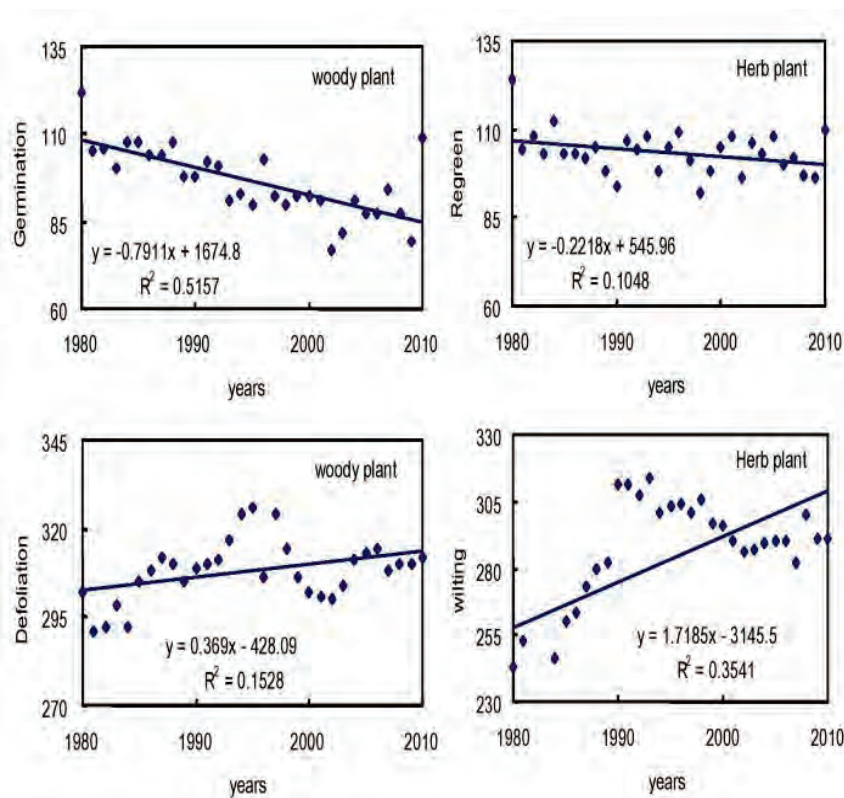 135
110
85
60
Germination
woody plant
y = -0.7911x + 1674.8
R² = 0.5157
1980
1990
2000
2010
years
135
110
85
60
Regreen
Herb plant
y = -0.2218x + 545.96
R² = 0.1048
1980
1990
2000
2010
years
345
320
295
270
Defoliation
woody plant
y = 0.369x - 428.09
R² = 0.1528
1980
1990
2000
2010
years
330
305
280
255
230
wilting
Herb plant
y = 1.7185x - 3145.5
R² = 0.3541
1980
1990
2000
2010
years